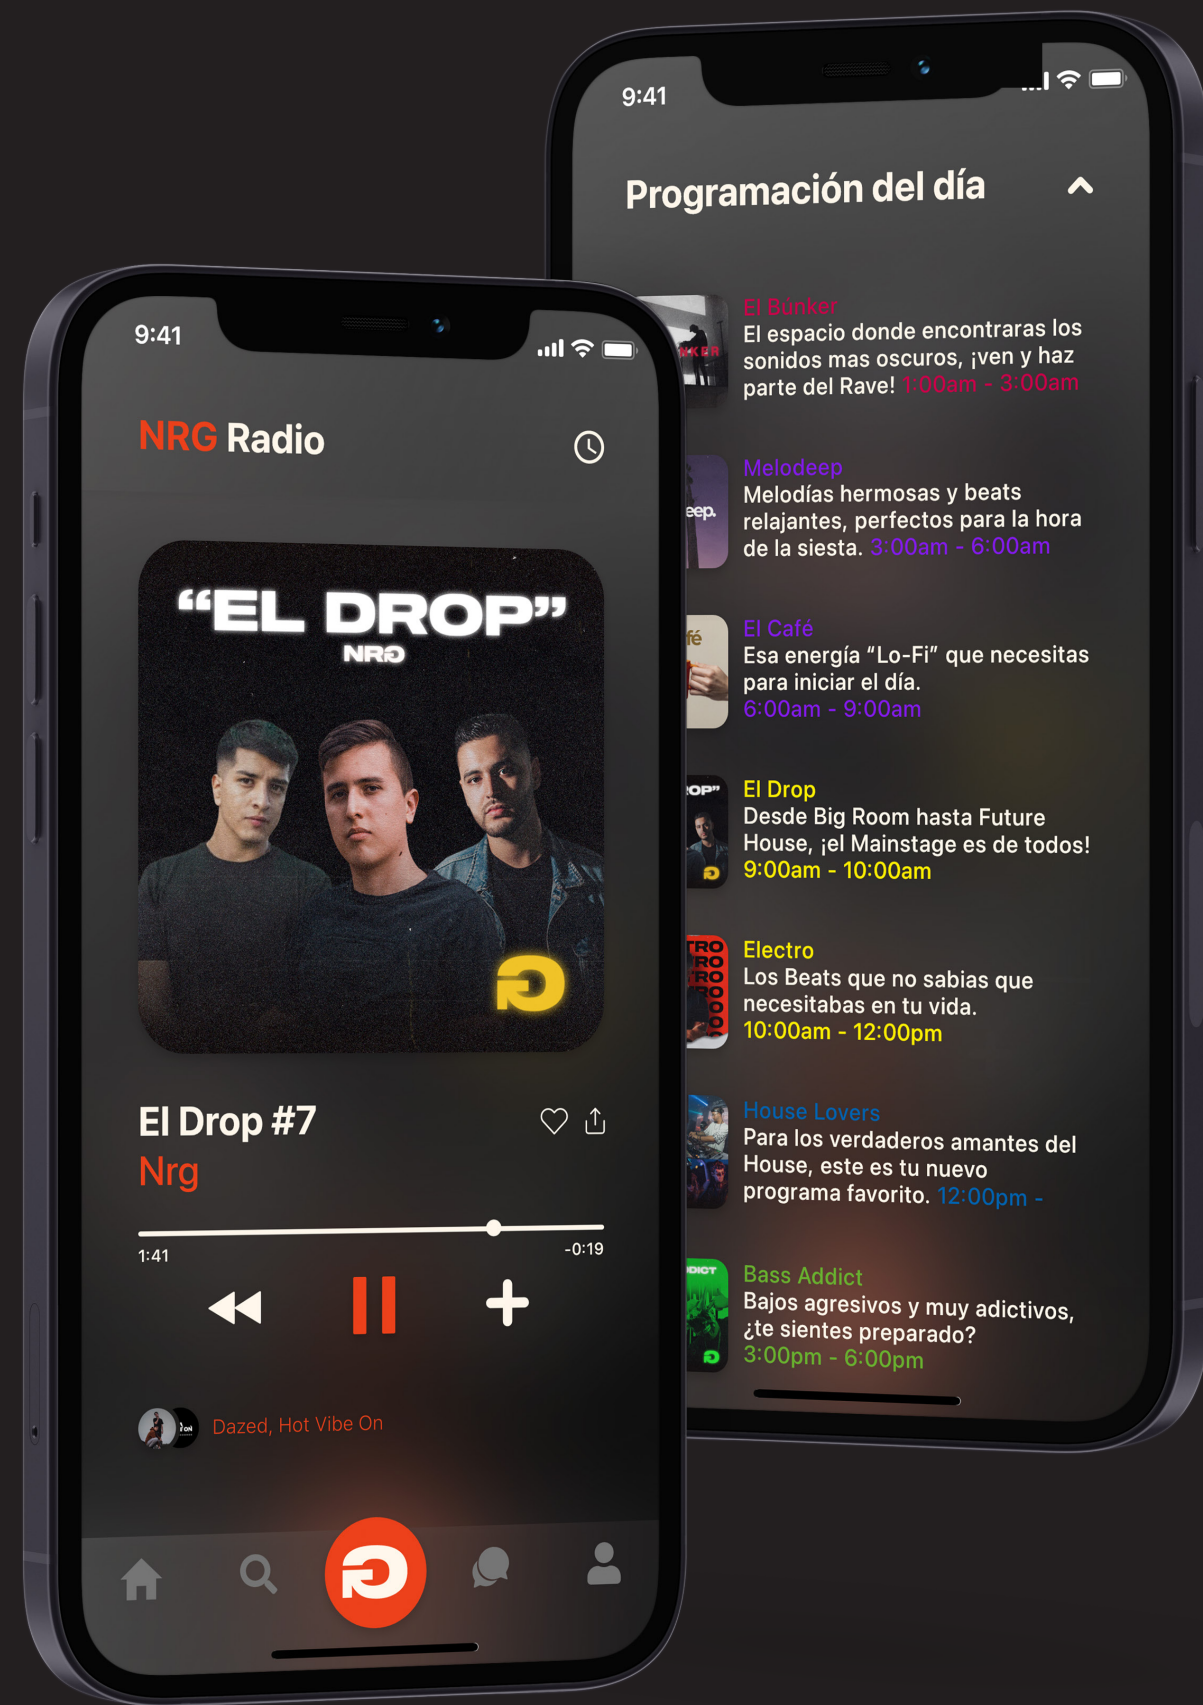 9:41
NRG Radio
“EL DROP”
NRG
El Drop #7
Nrg
1:41
-0:19
Dazed, Hot Vibe On
9:41
Programación del día
El Búnker
El espacio donde encontraras los
sonidos mas oscuros, ¡ven y haz
parte del Rave! 1:00am - 3:00am
Melodeep
Melodías hermosas y beats
relajantes, perfectos para la hora
de la siesta. 3:00am - 6:00am
El Café
Esa energía “Lo-Fi” que necesitas
para iniciar el día.
6:00am - 9:00am
OP”
El Drop
Desde Big Room hasta Future
House, ¡el Mainstage es de todos!
9:00am - 10:00am
Electro
Los Beats que no sabias que
necesitabas en tu vida.
10:00am - 12:00pm
House Lovers
Para los verdaderos amantes del
House, este es tu nuevo
programa favorito. 12:00pm -
Bass Addict
Bajos agresivos y muy adictivos,
¿te sientes preparado?
3:00pm - 6:00pm